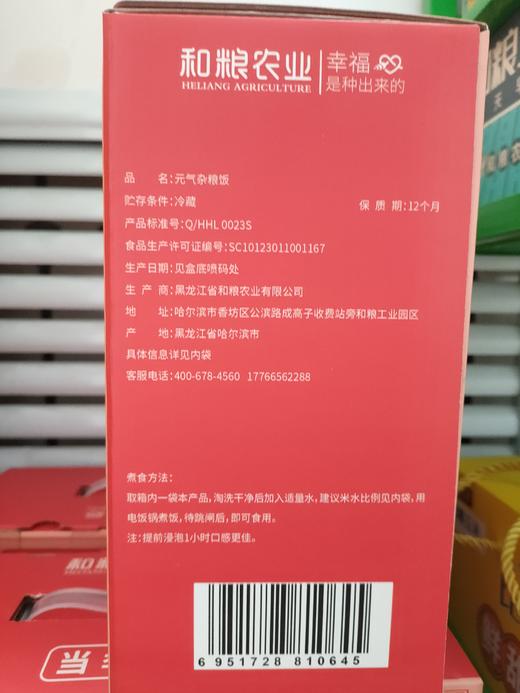 和粮农业 幸福
是种出来的
HELIANG AGRICULTURE
品 名:元气杂粮饭
贮存条件:冷藏 保 质 期:12个月
产品标准号:Q/HHL 0023S
食品生产许可证编号:SC10123011001167
生产日期:见盒底喷码处
生 产 商:黑龙江省和粮农业有限公司
地 址:哈尔滨市香坊区公滨路成高子收费站旁和粮工业园区
产 地:黑龙江省哈尔滨市
具体信息详见内袋
客服电话:400-678-4560 17766562288
煮食方法:
取箱内一袋本产品,淘洗干净后加入适量水,建议米水比例见内袋,用
电饭锅煮饭,待跳闸后,即可食用。
注:提前浸泡1小时口感更佳。
6 951728 810645
和粮
当